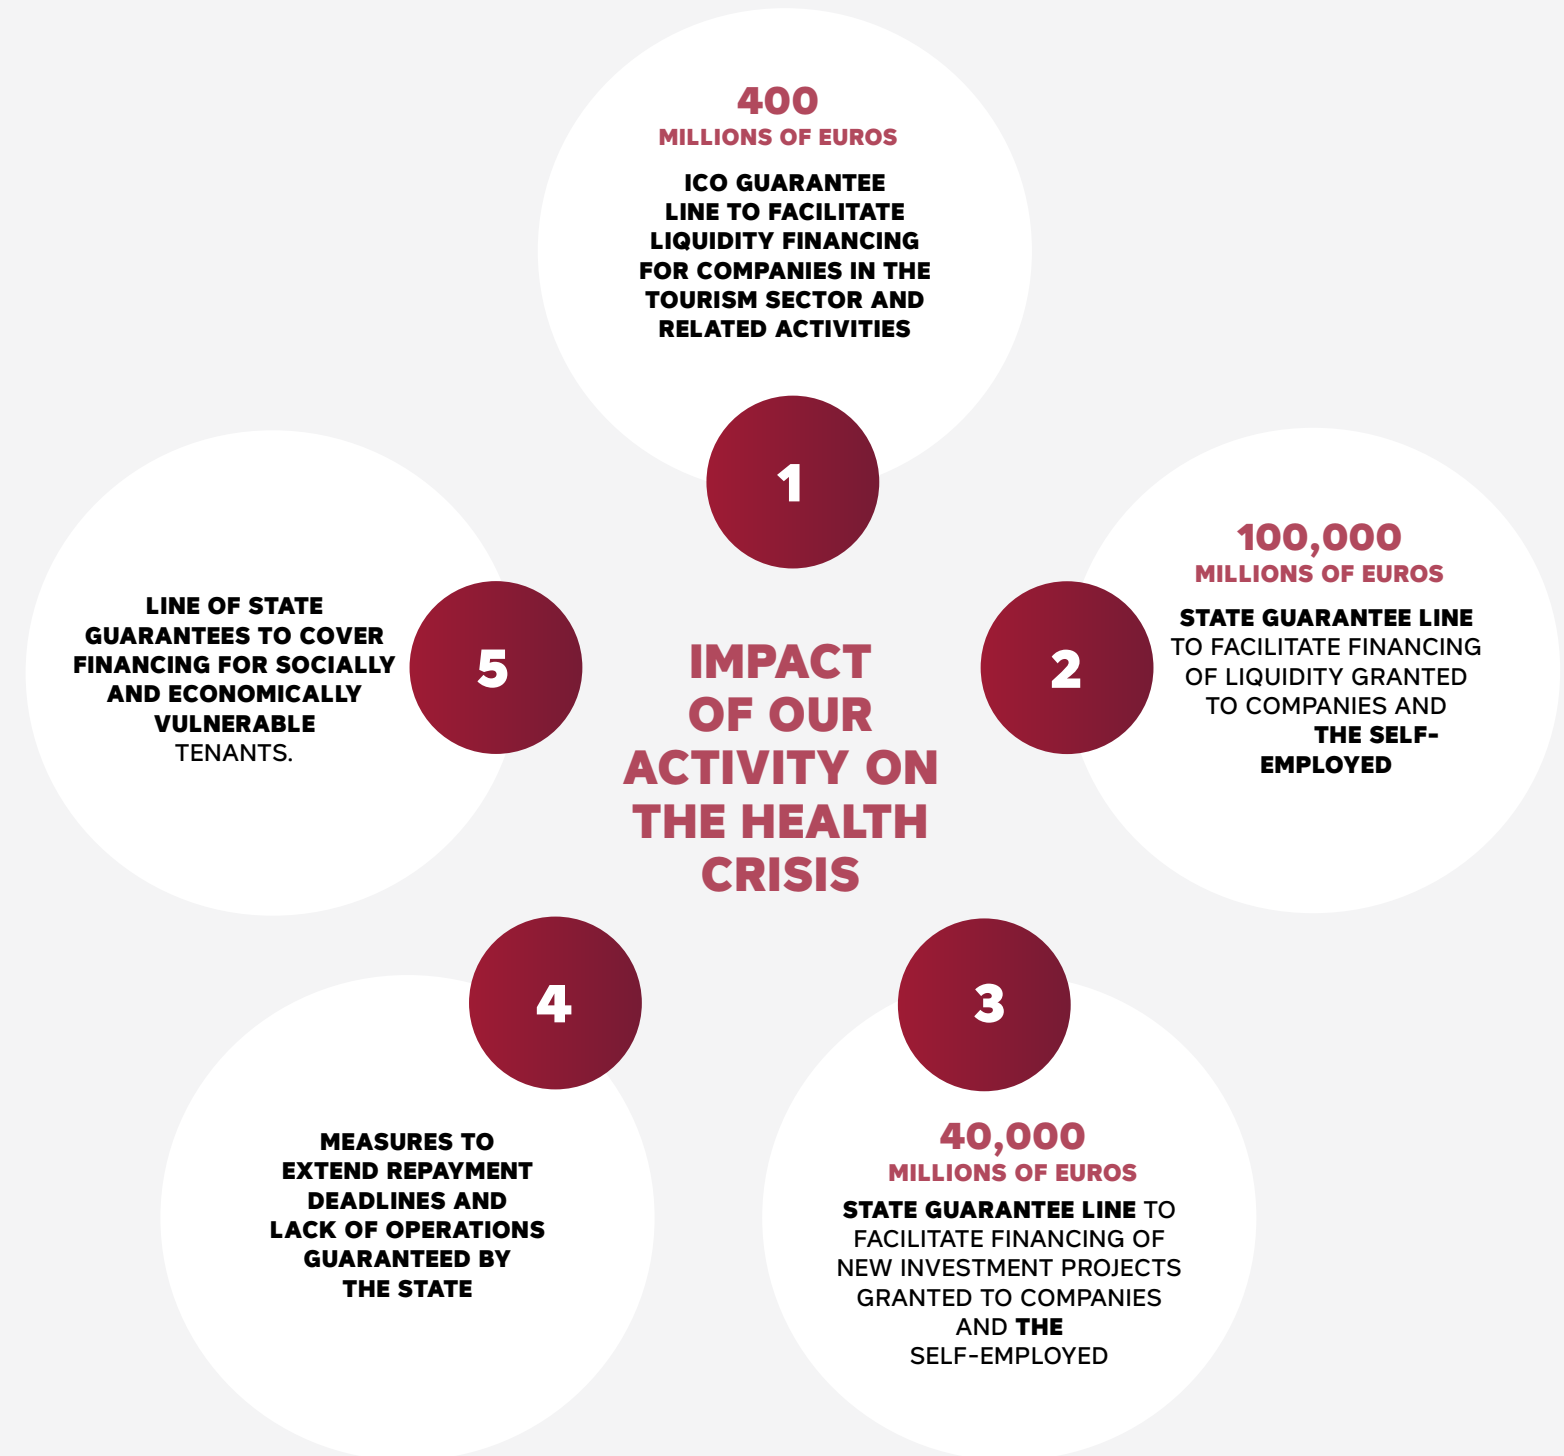 400
MILLIONS OF EUROS
ICO GUARANTEE
LINE TO FACILITATE
LIQUIDITY FINANCING
FOR COMPANIES IN THE
TOURISM SECTOR AND
RELATED ACTIVITIES
1
100,000
MILLIONS OF EUROS
STATE GUARANTEE LINE
TO FACILITATE FINANCING
OF LIQUIDITY GRANTED
TO COMPANIES AND
THE SELF-
EMPLOYED
2
LINE OF STATE
GUARANTEES TO COVER
FINANCING FOR SOCIALLY
AND ECONOMICALLY
VULNERABLE
TENANTS.
5
IMPACT
OF OUR
ACTIVITY ON
THE HEALTH
CRISIS
4
MEASURES TO
EXTEND REPAYMENT
DEADLINES AND
LACK OF OPERATIONS
GUARANTEED BY
THE STATE
3
40,000
MILLIONS OF EUROS
STATE GUARANTEE LINE TO
FACILITATE FINANCING OF
NEW INVESTMENT PROJECTS
GRANTED TO COMPANIES
AND THE
SELF-EMPLOYED